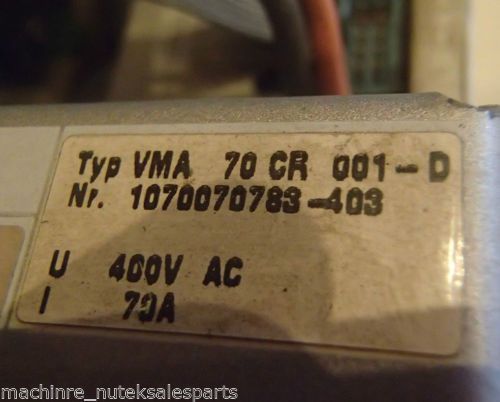 Typ VMA 70 CR 001-D
Nr. 1070070783-403
U 400V AC
I 70A
machinre_nuteksalesparts